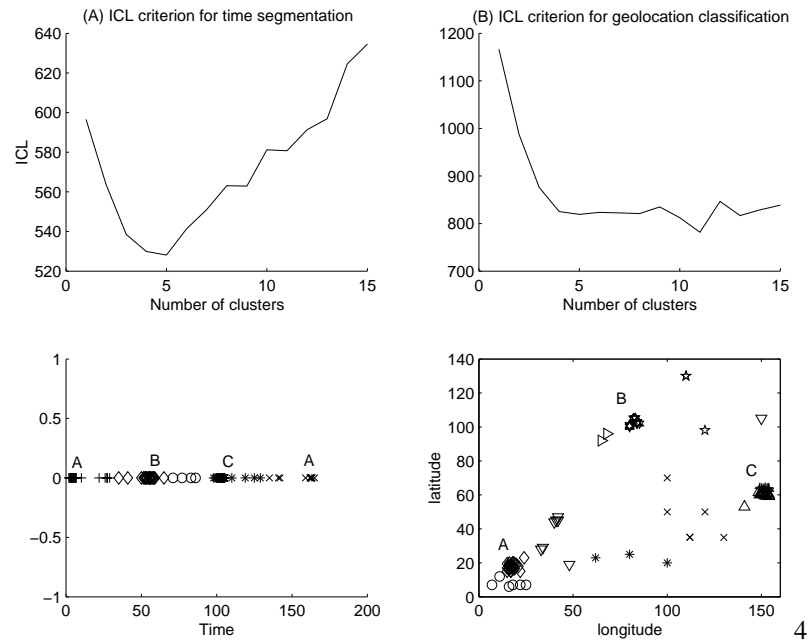 (A) ICL criterion for time segmentation
640
620
600
580
560
540
520
ICL
0 5 10 15
Number of clusters
(B) ICL criterion for geolocation classification
1200
1100
1000
900
800
700
0 5 10 15
Number of clusters
1
0.5
0
−0.5
−1
A B C A
0 50 100 150 200
Time
140
120
100
80
60
40
20
0
latitude
B
C
A
0 50 100 150
longitude
4